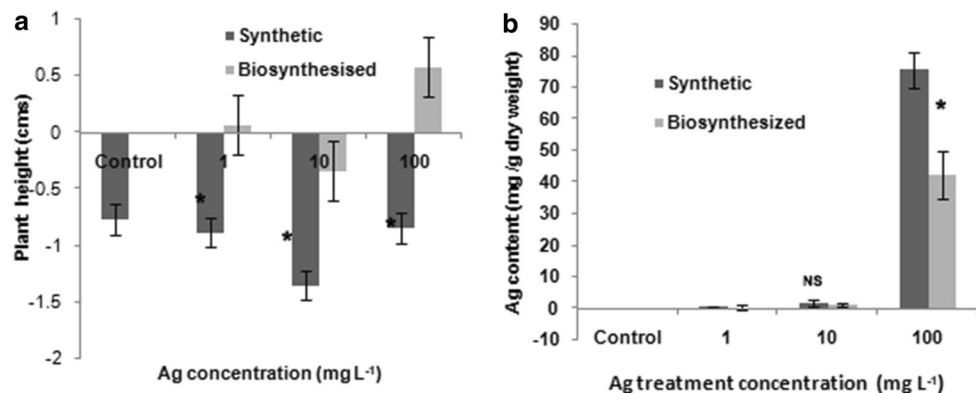 a
1
0.5
0
-0.5
-1
-1.5
-2
Plant height (cms)
Synthetic
Biosynthesised
Control
1
10
100
*
*
*
Ag concentration (mg L⁻¹)
b
90
80
70
60
50
40
30
20
10
0
-10
Ag content (mg /g dry weight)
Synthetic
Biosynthesized
NS
*
Control
1
10
100
Ag treatment concentration (mg L⁻¹)